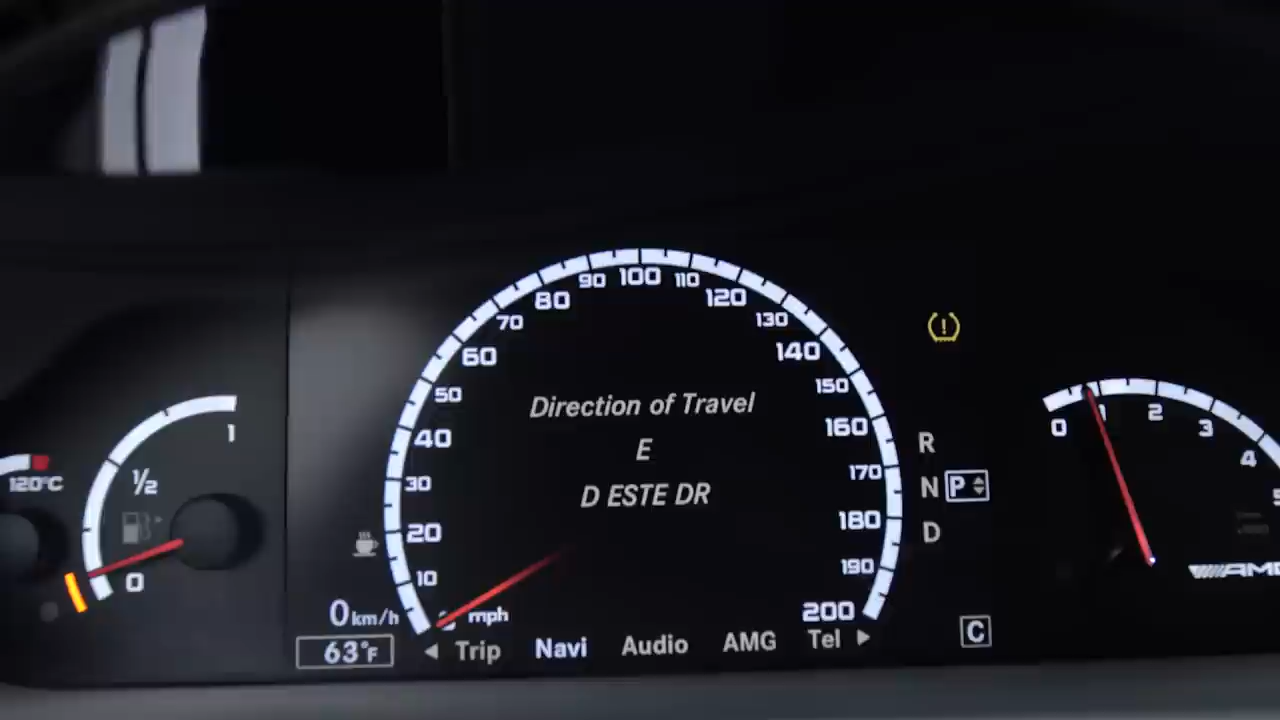 120°C
1
1/2
0
0 km/h
63°F
10
20
30
40
50
60
70
80
90
100
110
120
130
140
150
160
170
180
190
200
mph
Direction of Travel
E
D ESTE DR
Trip Navi Audio AMG Tel
R
N P
D
C
0
1
2
3
4